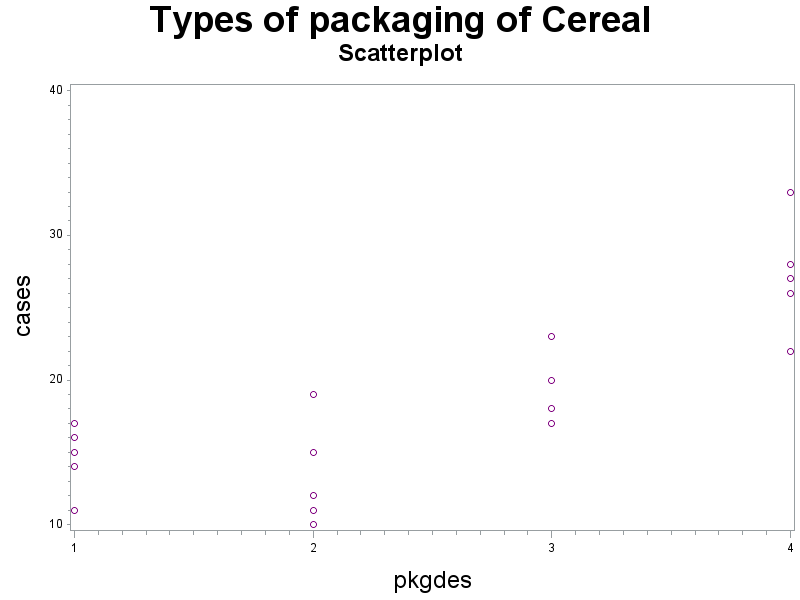 Types of packaging of Cereal
Scatterplot
40
30
20
10
cases
1 2 3 4
pkgdes